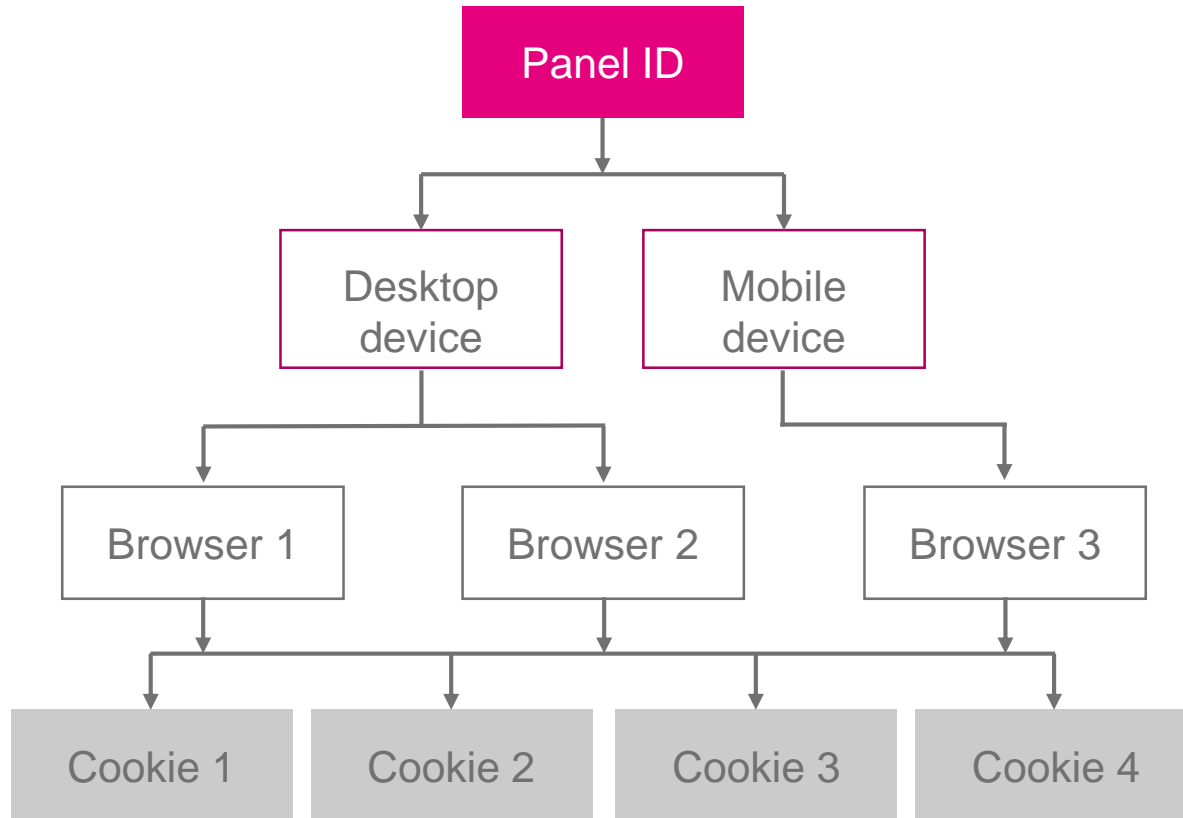 Panel ID
Desktop
device
Mobile
device
Browser 1
Browser 2
Browser 3
Cookie 1
Cookie 2
Cookie 3
Cookie 4